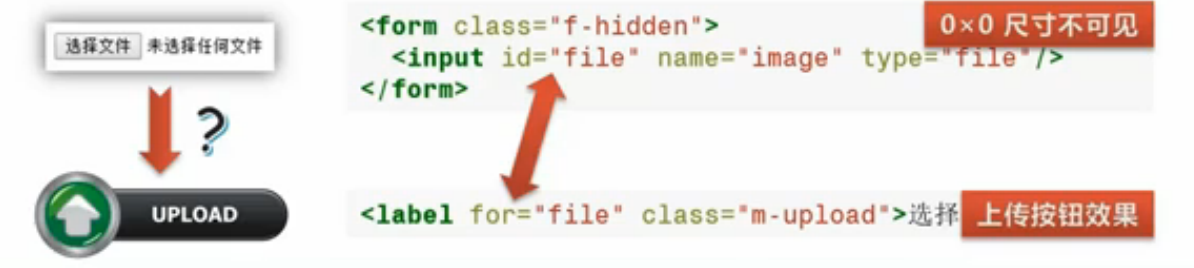 选择文件 未选择任何文件
UPLOAD
<form class="f-hidden">
0×0 尺寸不可见
<input id="file" name="image" type="file"/>
</form>
<label for="file" class="m-upload">选择
上传按钮效果